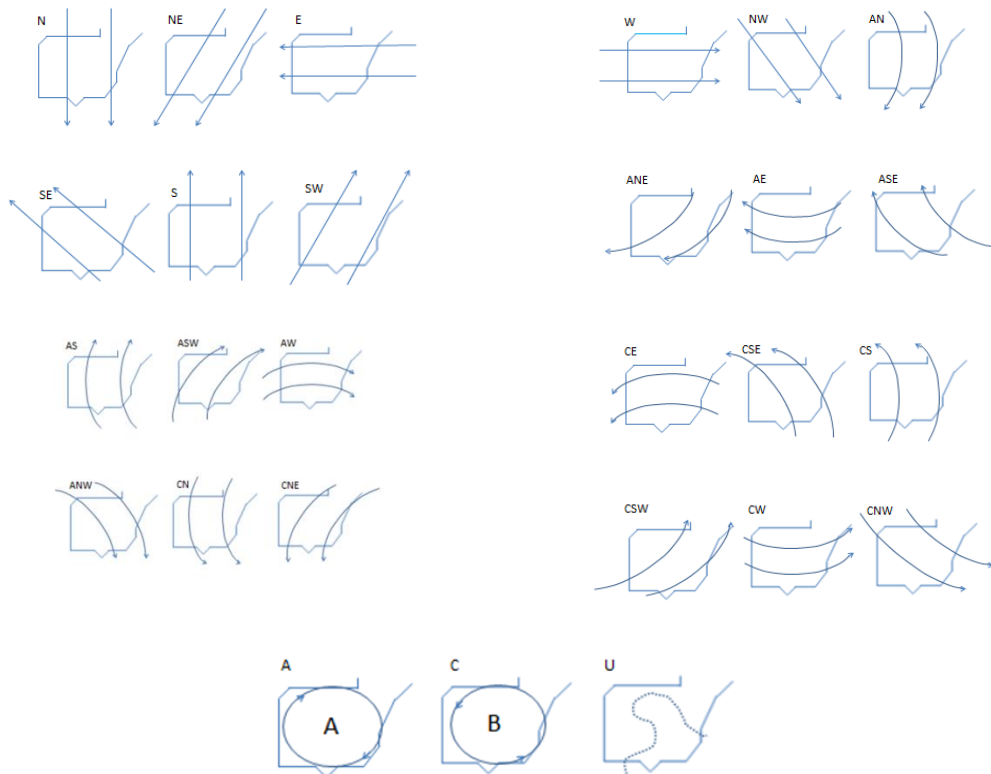 N NE E W NW AN
SE S SW ANE AE ASE
AS ASW AW CE CSE CS
ANW CN CNE CSW CW CNW
A C U
A B